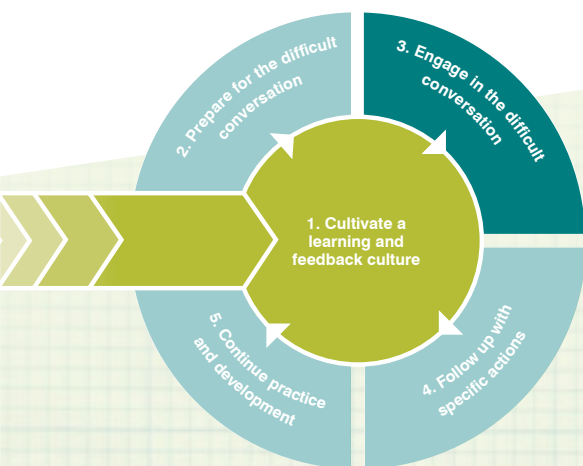 1. Cultivate a
learning and
feedback culture
2. Prepare for the difficult
conversation
3. Engage in the difficult
conversation
4. Follow up with
specific actions
5. Continue practice
and development